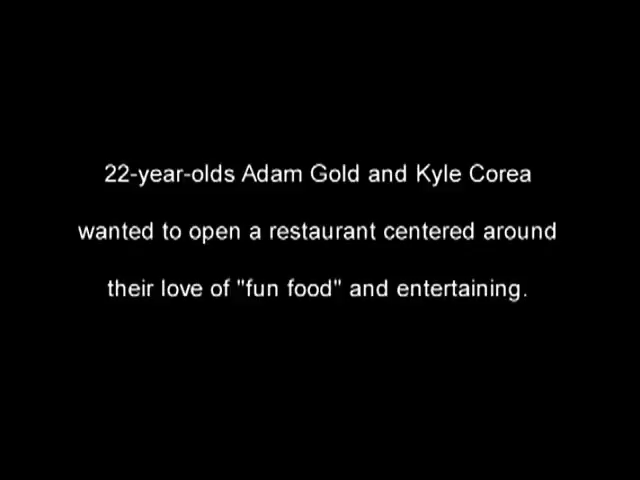 22-year-olds Adam Gold and Kyle Corea
wanted to open a restaurant centered around
their love of "fun food" and entertaining.